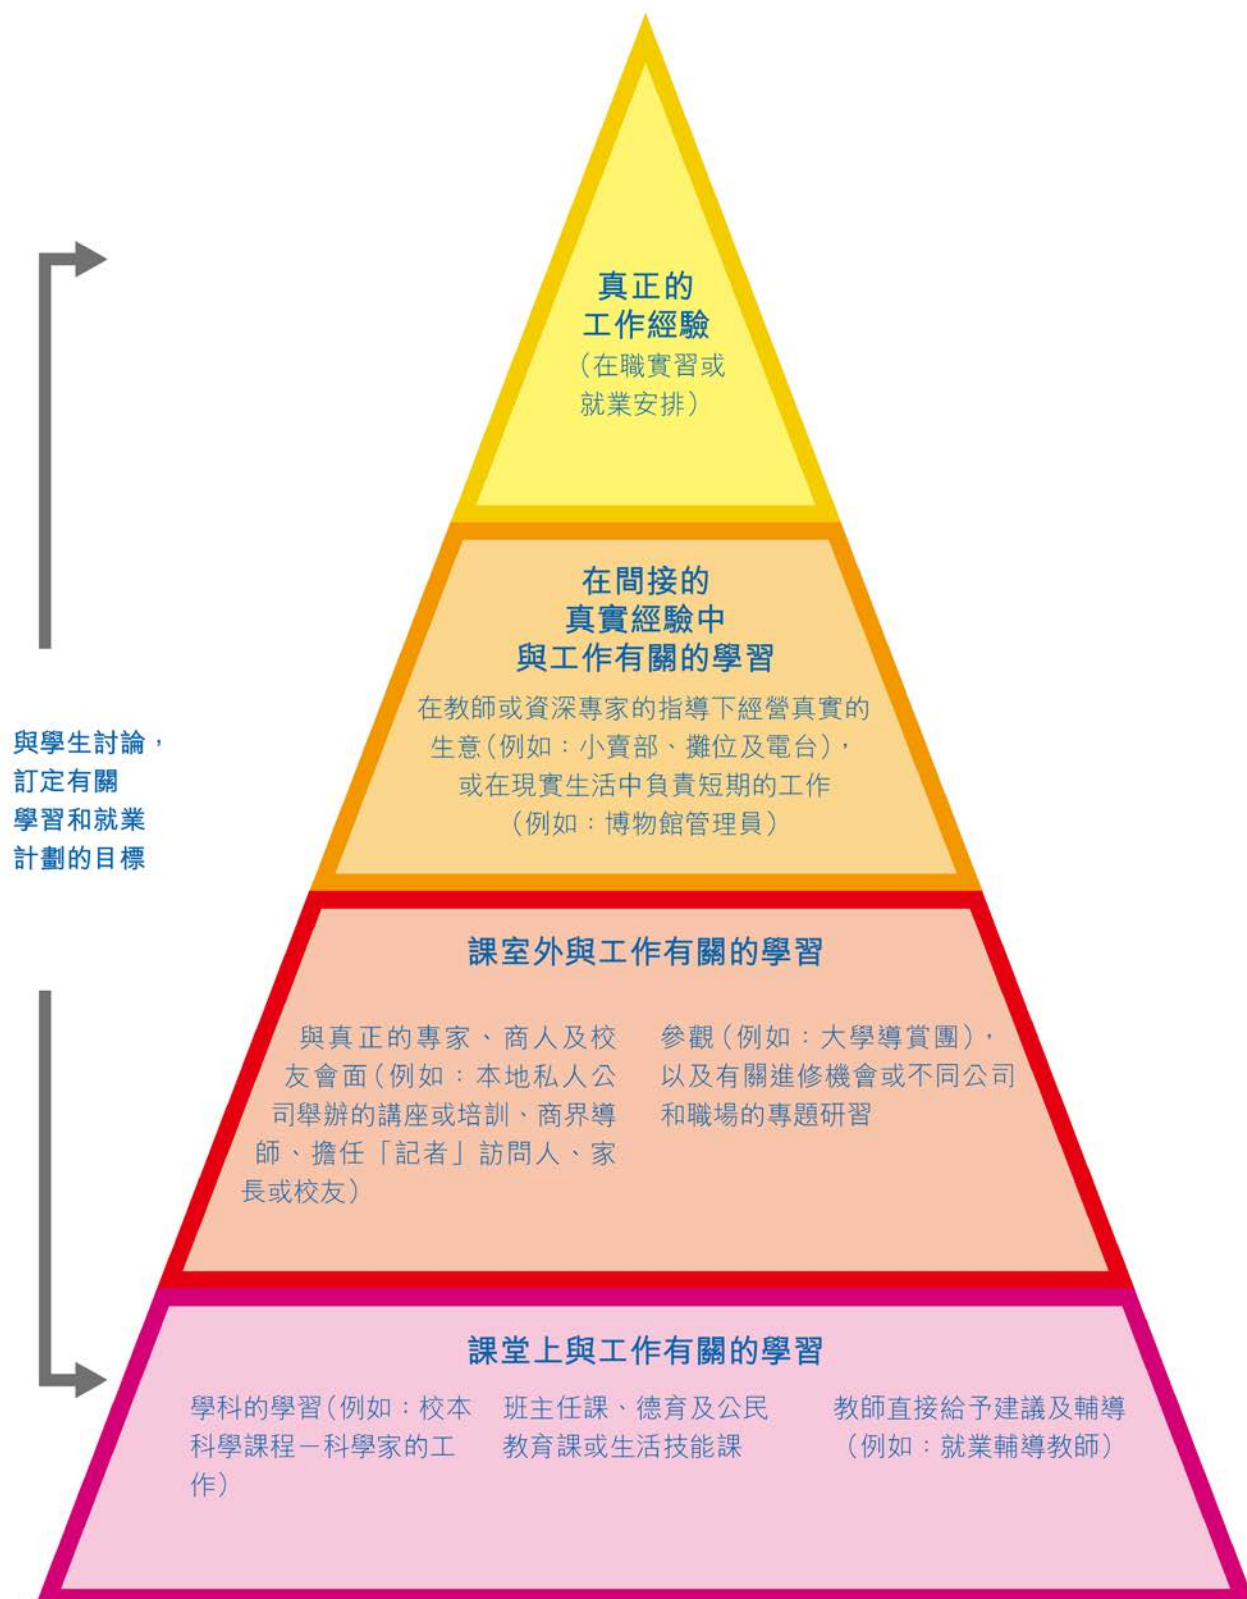 真正的
工作經驗
（在職實習或
就業安排）
在間接的
真實經驗中
與工作有關的學習
在教師或資深專家的指導下經營真實的
生意（例如：小賣部、攤位及電台），
或在現實生活中負責短期的工作
（例如：博物館管理員）
與學生討論，
訂定有關
學習和就業
計劃的目標
課室外與工作有關的學習
與真正的專家、商人及校
友會面（例如：本地私人公
司舉辦的講座或培訓、商界導
師、擔任「記者」訪問人、家
長或校友）
參觀（例如：大學導賞團），
以及有關進修機會或不同公司
和職場的專題研習
課堂上與工作有關的學習
學科的學習（例如：校本
科學課程－科學家的工
作）
班主任課、德育及公民
教育課或生活技能課
教師直接給予建議及輔導
（例如：就業輔導教師）